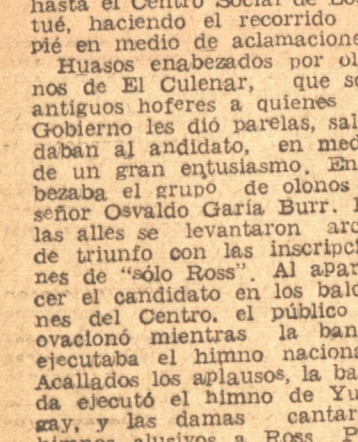 hasta el Centro Social de Lon
tué, haciendo el recorrido
pié en medio de aclamacione
Huasos enabezados por ol
nos de El Culenar, que so
antiguos hoferes a quienes
Gobierno les dió parelas, sal
daban al andidato, en med
de un gran entusiasmo. En
bezaba el grupo de olonos
señor Osvaldo Garía Burr.
las alles se levantaron arc
de triunfo con las inscripci
nes de “sólo Ross”. Al apar
cer el candidato en los balc
nes del Centro. el público
ovacionó mientras la ban
ejecutaba el himno naciona
Acallados los aplausos, la ba
da ejecutó el himno de Yu
gay, y las damas cantar
himnos alusivos a Ross.